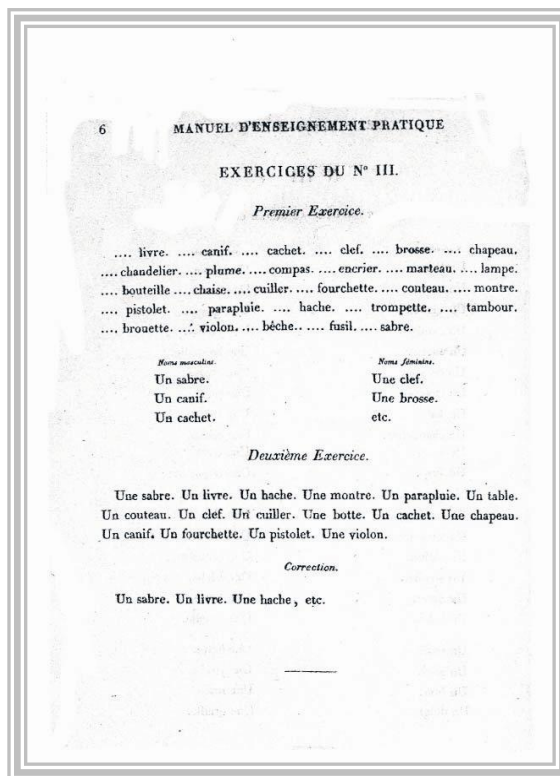 6 MANUEL D'ENSEIGNEMENT PRATIQUE
EXERCICES DU Nº III.
Premier Exercice.
.... livre. .... canif. .... cachet. .... clef. .... brosse. .... chapeau.
.... chandelier. .... plume. .... compas. .... encrier. .... marteau. .... lampe.
.... bouteille .... chaise. .... cuiller. .... fourchette. .... couteau. .... montre.
.... pistolet. .... parapluie. .... hache. .... trompette. .... tambour.
.... brouette. .... violon. .... bêche.. .... fusil. .... sabre.
Noms masculins. Noms féminins.
Un sabre. Une clef.
Un canif. Une brosse.
Un cachet. etc.
Deuxième Exercice.
Une sabre. Un livre. Un hache. Une montre. Un parapluie. Un table.
Un couteau. Un clef. Un cuiller. Une botte. Un cachet. Une chapeau.
Un canif. Un fourchette. Un pistolet. Une violon.
Correction.
Un sabre. Un livre. Une hache, etc.